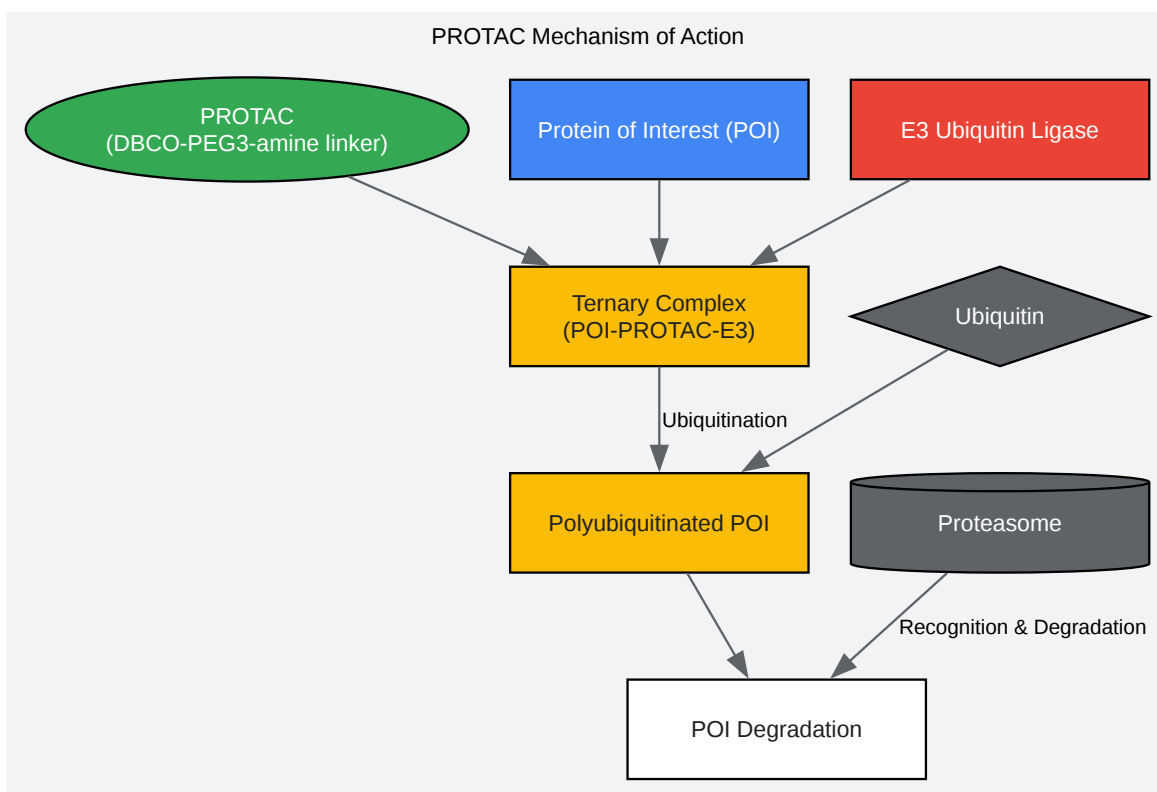 PROTAC Mechanism of Action
PROTAC
(DBCO-PEG3-amine linker)
Protein of Interest (POI)
E3 Ubiquitin Ligase
Ternary Complex
(POI-PROTAC-E3)
Ubiquitin
Ubiquitination
Polyubiquitinated POI
Proteasome
Recognition & Degradation
POI Degradation